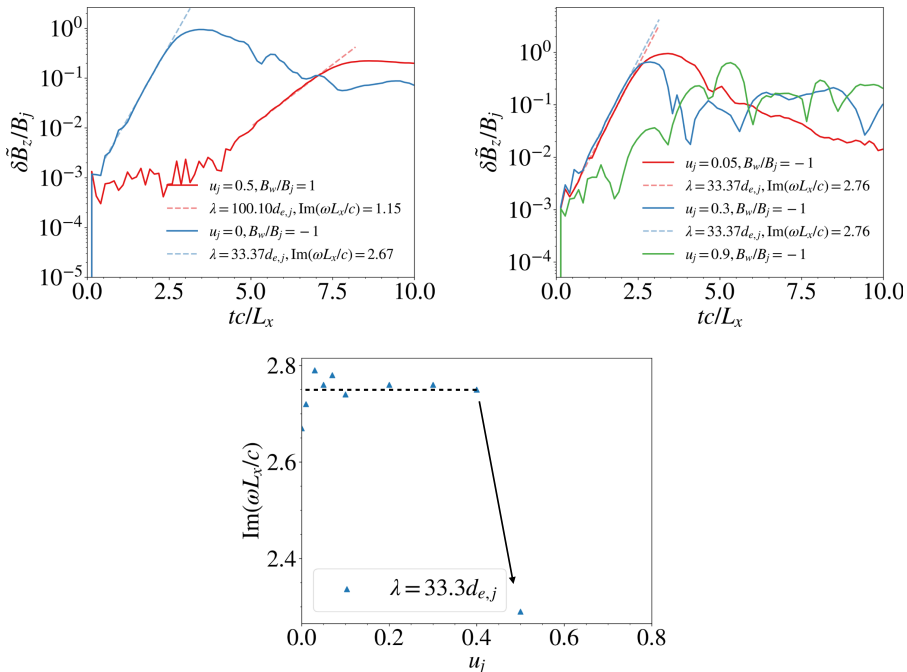 δB̃_z/B_j
10^0
10^{-1}
10^{-2}
10^{-3}
10^{-4}
10^{-5}
u_j = 0.5, B_w/B_j = 1
λ = 100.10d_{e,j}, Im(ωL_x/c) = 1.15
u_j = 0, B_w/B_j = −1
λ = 33.37d_{e,j}, Im(ωL_x/c) = 2.67
0.0 2.5 5.0 7.5 10.0
tc/L_x
δB̃_z/B_j
10^0
10^{-1}
10^{-2}
10^{-3}
10^{-4}
u_j = 0.05, B_w/B_j = −1
λ = 33.37d_{e,j}, Im(ωL_x/c) = 2.76
u_j = 0.3, B_w/B_j = −1
λ = 33.37d_{e,j}, Im(ωL_x/c) = 2.76
u_j = 0.9, B_w/B_j = −1
0.0 2.5 5.0 7.5 10.0
tc/L_x
Im(ωL_x/c)
2.8
2.6
2.4
λ = 33.3d_{e,j}
0.0 0.2 0.4 0.6 0.8
u_j